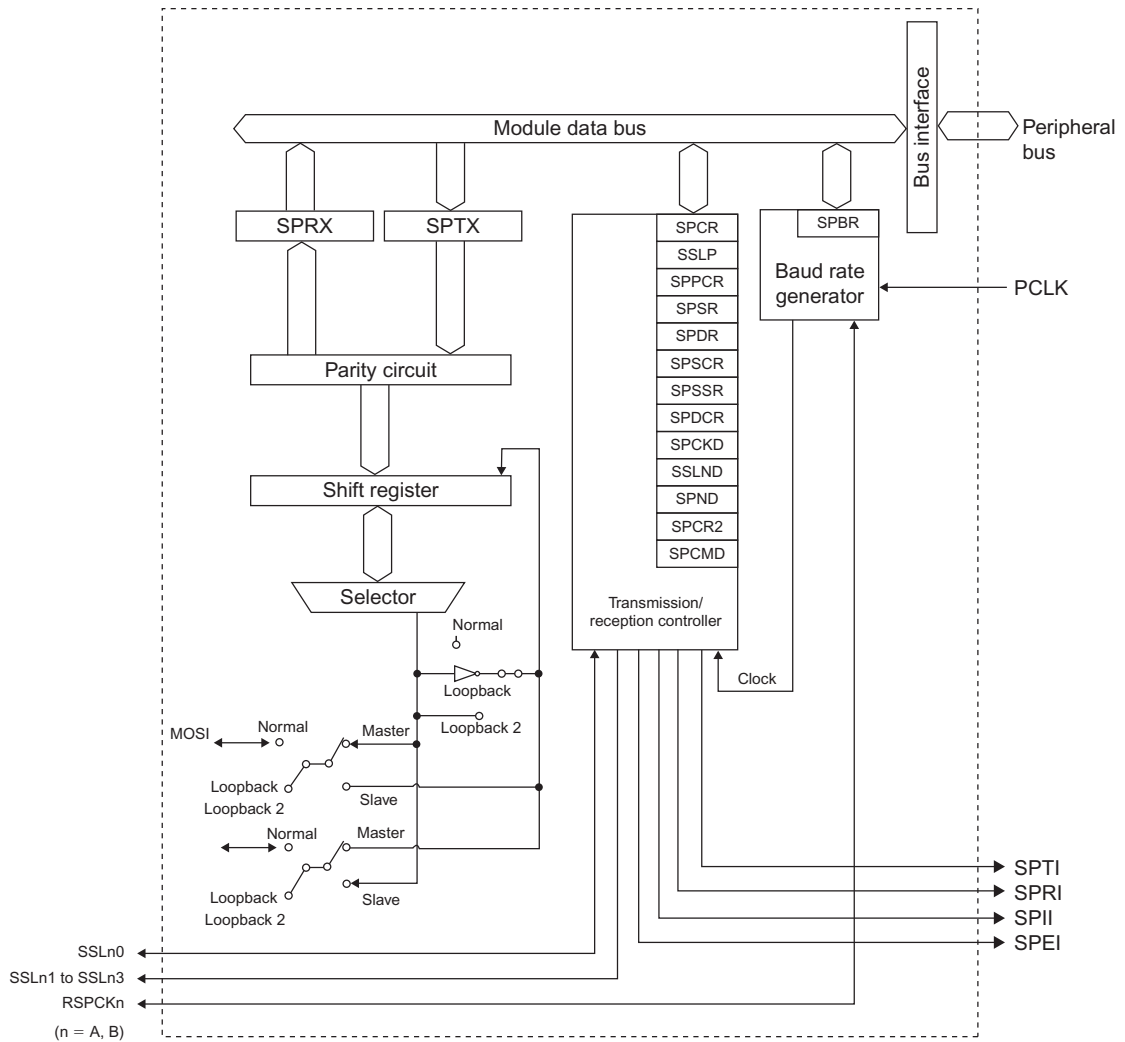 Module data bus
Bus interface
Peripheral
bus
SPRX
SPTX
SPCR
SSLP
SPPCR
SPSR
SPDR
SPSCR
SPSSR
SPDCR
SPCKD
SSLND
SPND
SPCR2
SPCMD
Transmission/
reception controller
SPBR
Baud rate
generator
PCLK
Clock
Parity circuit
Shift register
Selector
Normal
Loopback
Loopback 2
MOSI
Normal
Master
Loopback
Loopback 2
Slave
Normal
Master
Loopback
Loopback 2
Slave
SPTI
SPRI
SPII
SPEI
SSLn0
SSLn1 to SSLn3
RSPCKn
(n = A, B)